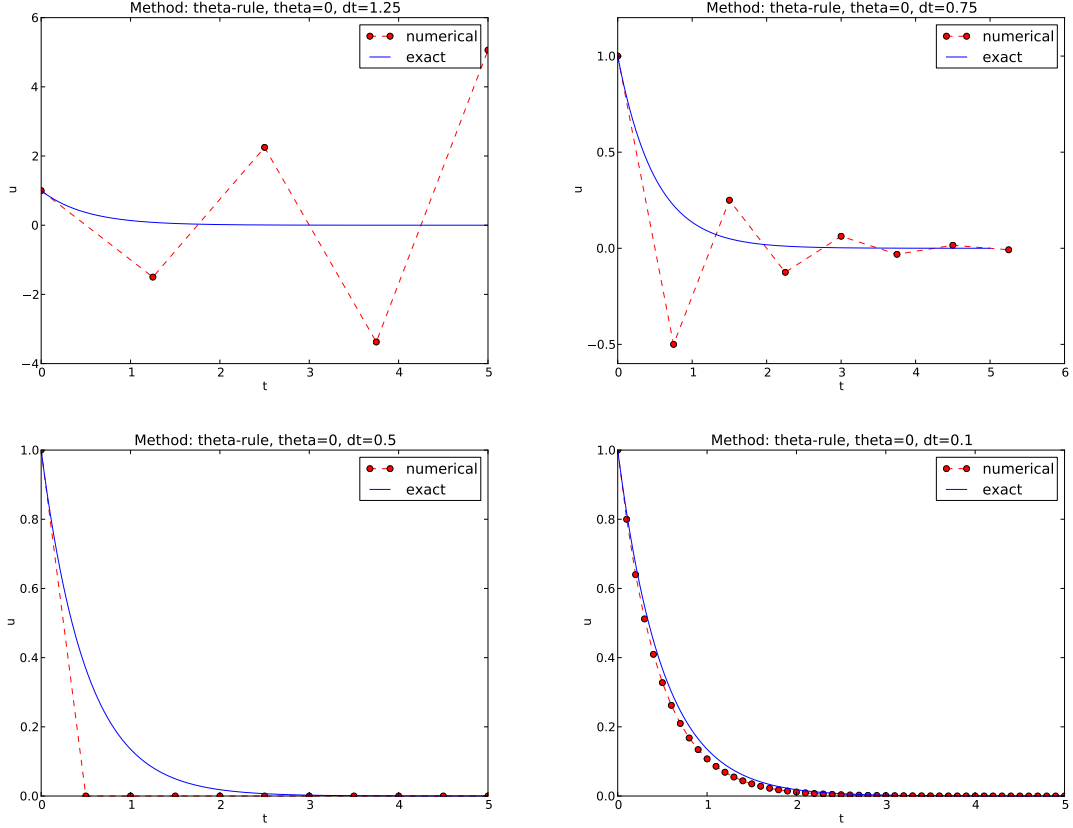 Method: theta-rule, theta=0, dt=1.25
6
4
2
0
−2
−4
u
0 1 2 3 4 5
t
numerical
exact
Method: theta-rule, theta=0, dt=0.75
1.0
0.5
0.0
−0.5
u
0 1 2 3 4 5 6
t
numerical
exact
Method: theta-rule, theta=0, dt=0.5
1.0
0.8
0.6
0.4
0.2
0.0
u
0 1 2 3 4 5
t
numerical
exact
Method: theta-rule, theta=0, dt=0.1
1.0
0.8
0.6
0.4
0.2
0.0
u
0 1 2 3 4 5
t
numerical
exact